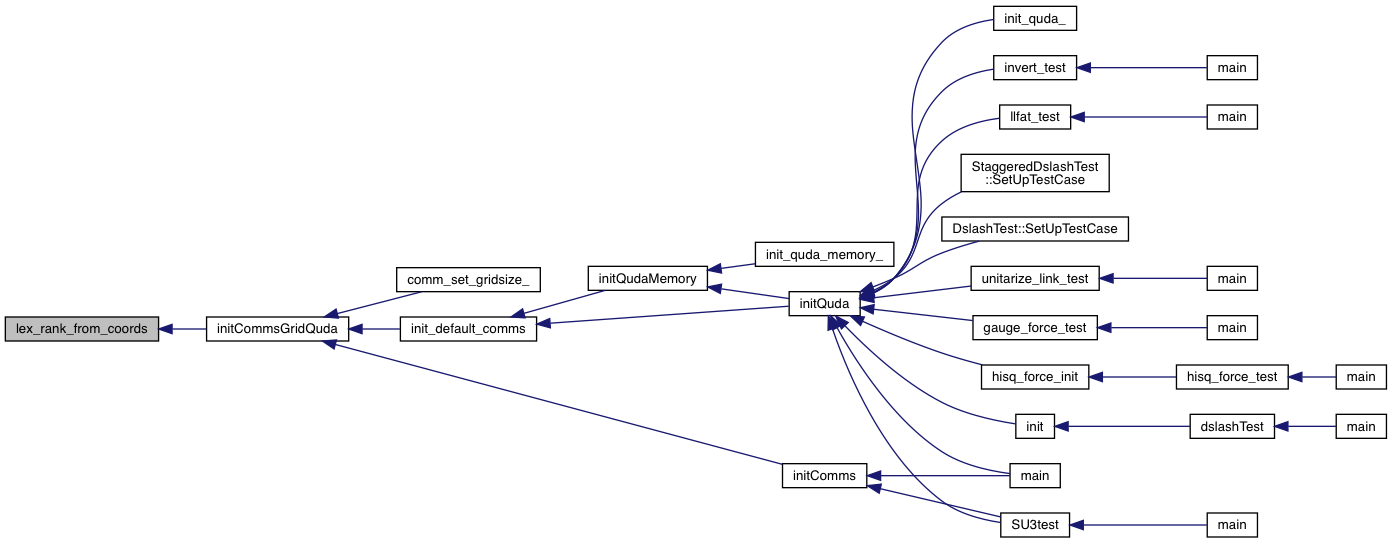 init_quda_
invert_test
main
llfat_test
main
StaggeredDslashTest
::SetUpTestCase
DslashTest::SetUpTestCase
init_quda_memory_
comm_set_gridsize_
initQudaMemory
unitarize_link_test
main
initQuda
lex_rank_from_coords
initCommsGridQuda
init_default_comms
gauge_force_test
main
hisq_force_init
hisq_force_test
main
init
dslashTest
main
initComms
main
SU3test
main